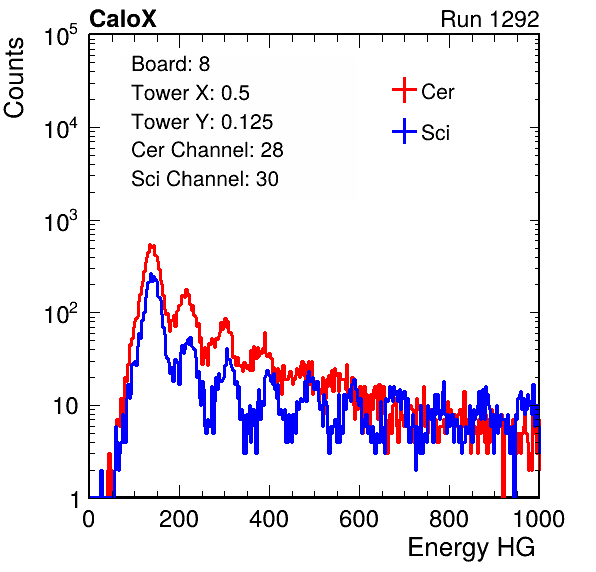 CaloX Run 1292
Counts
10^5
10^4
10^3
10^2
10
1
Board: 8
Tower X: 0.5
Tower Y: 0.125
Cer Channel: 28
Sci Channel: 30
Cer
Sci
0 200 400 600 800 1000
Energy HG